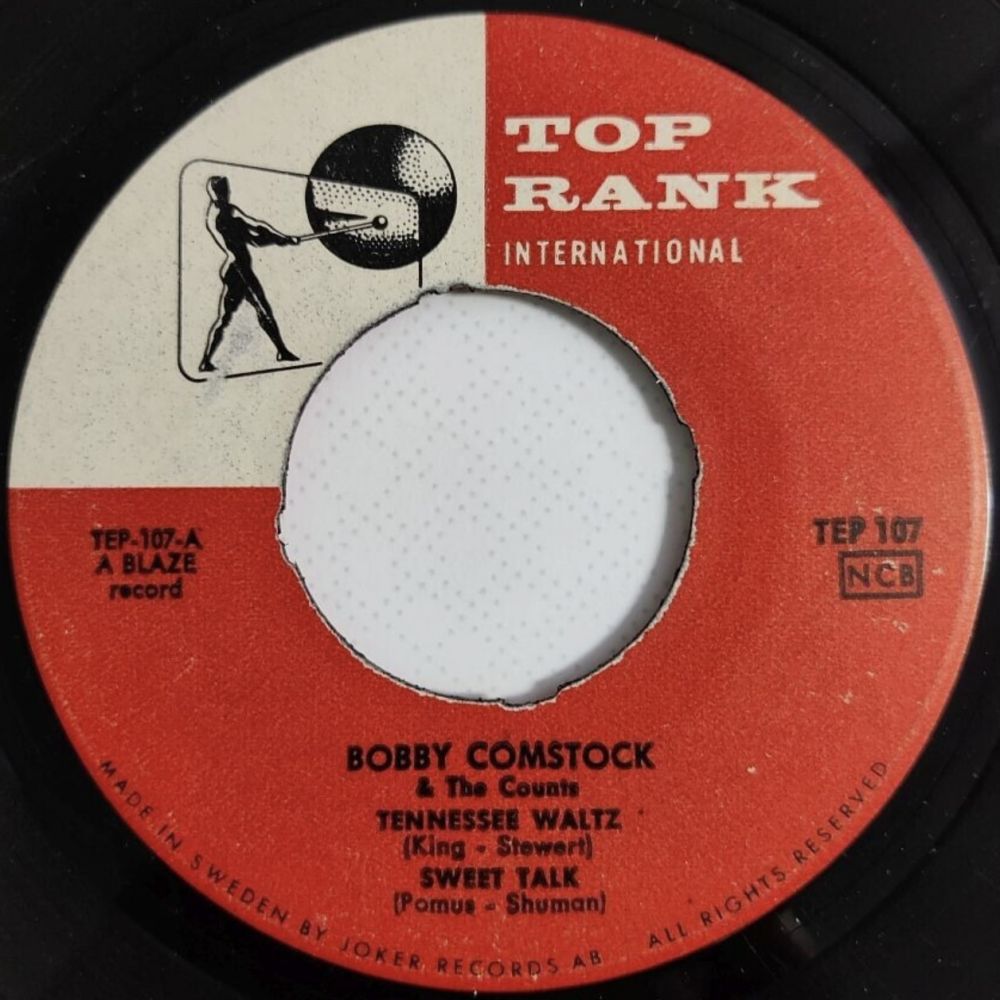 TOP
RANK
INTERNATIONAL
TEP-107-A
A BLAZE
record
TEP 107
NCB
BOBBY COMSTOCK
& The Counts
TENNESSEE WALTZ
(King - Stewert)
SWEET TALK
(Pomus - Shuman)
MADE IN SWEDEN BY JOKER RECORDS AB ALL RIGHTS RESERVED